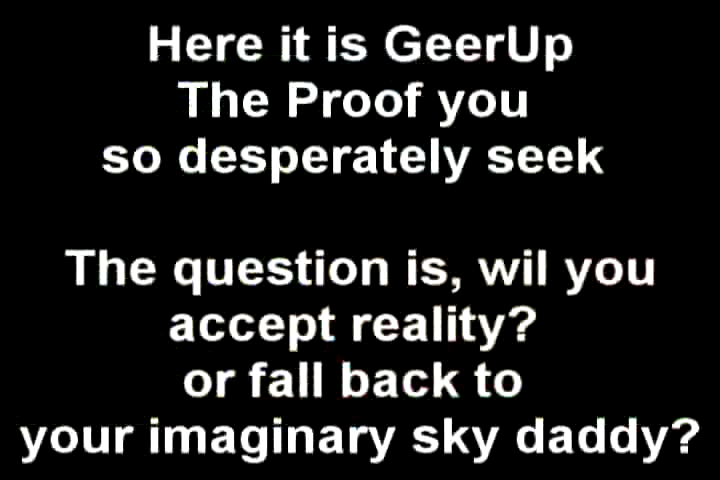 Here it is GeerUp
The Proof you
so desperately seek
The question is, wil you
accept reality?
or fall back to
your imaginary sky daddy?